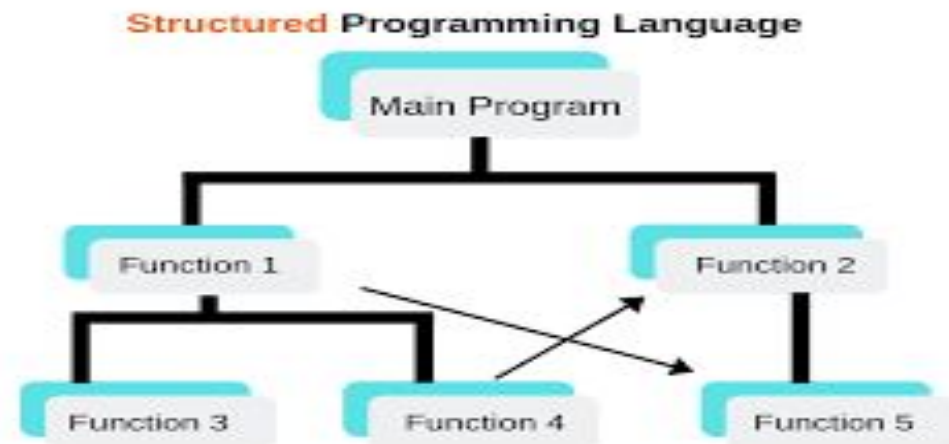 Structured Programming Language
Main Program
Function 1
Function 2
Function 3
Function 4
Function 5